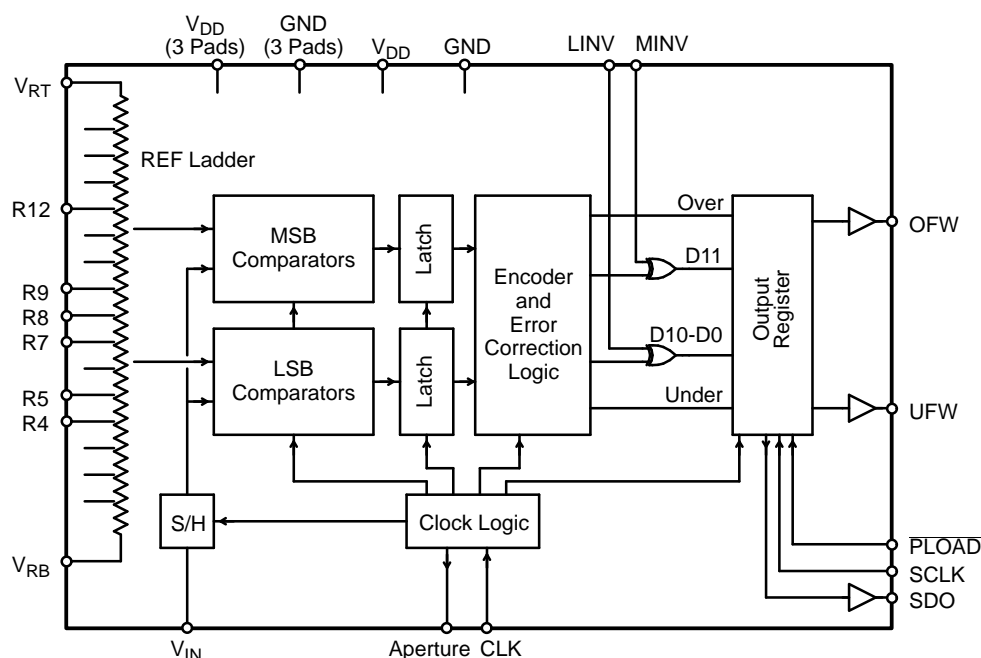 VDD
(3 Pads)
GND
(3 Pads)
VDD
GND
LINV
MINV
VRT
REF Ladder
R12
R9
R8
R7
R5
R4
VRB
MSB
Comparators
LSB
Comparators
Latch
Latch
Encoder
and
Error
Correction
Logic
Over
D11
D10-D0
Under
Output
Register
OFW
UFW
S/H
Clock Logic
PLOAD
SCLK
SDO
VIN
Aperture
CLK